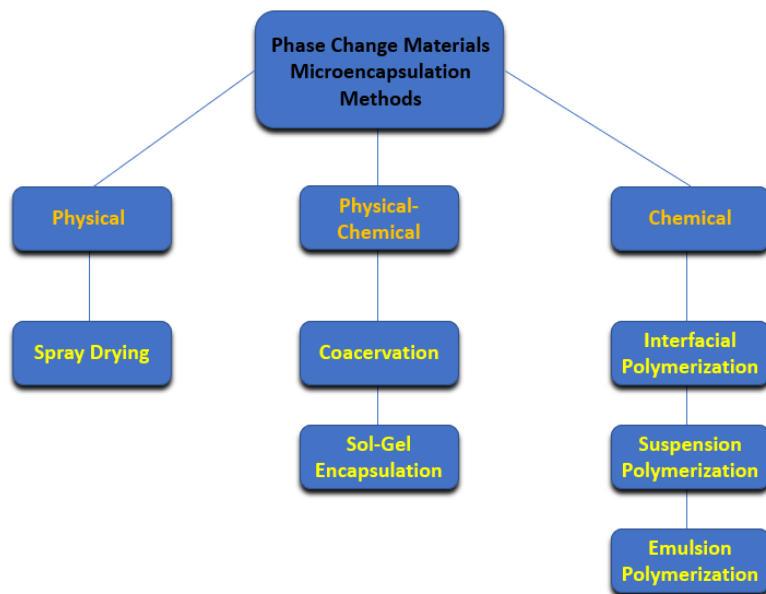 Phase Change Materials
Microencapsulation
Methods
Physical
Physical-
Chemical
Chemical
Spray Drying
Coacervation
Interfacial
Polymerization
Sol-Gel
Encapsulation
Suspension
Polymerization
Emulsion
Polymerization